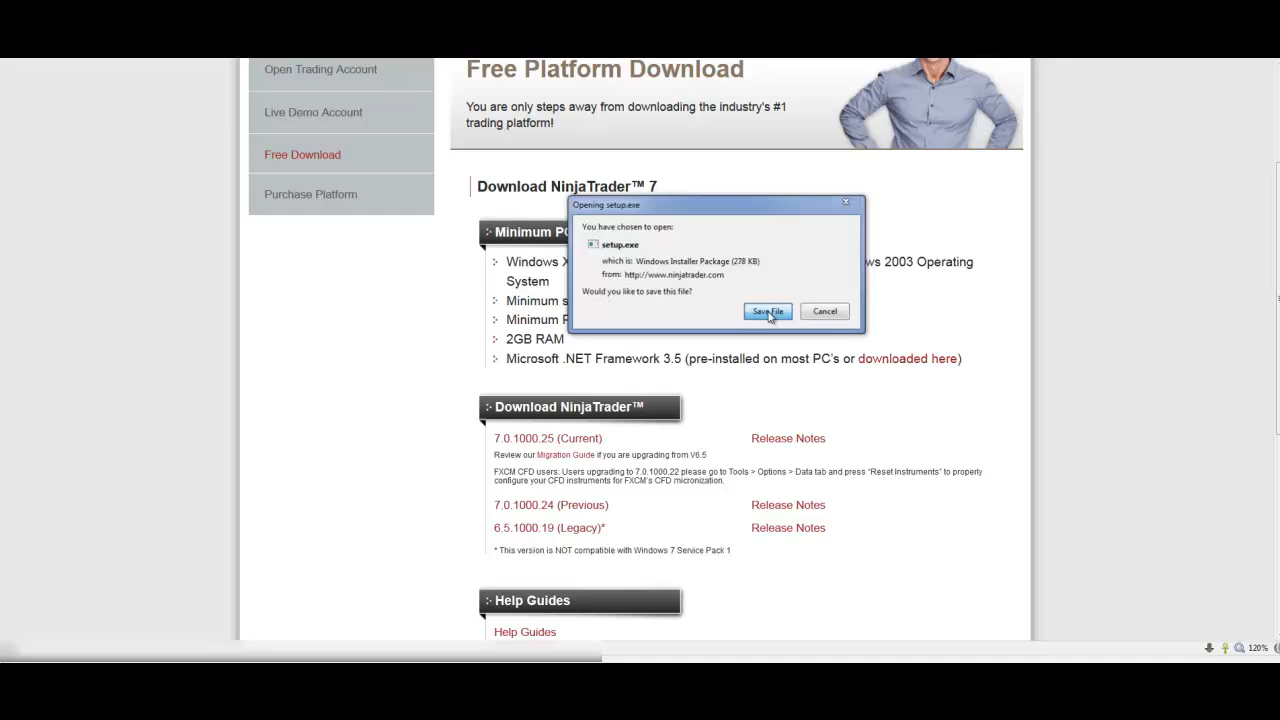 Open Trading Account
Live Demo Account
Free Download
Purchase Platform
Free Platform Download
You are only steps away from downloading the industry's #1
trading platform!
Download NinjaTrader™ 7
Opening setup.exe
You have chosen to open:
setup.exe
which is: Windows Installer Package (278 KB)
from: http://www.ninjatrader.com
Would you like to save this file?
Save File
Cancel
:· Minimum PC
Windows
2003 Operating
System
Minimum
Minimum
2GB RAM
Microsoft .NET Framework 3.5 (pre-installed on most PC's or downloaded here)
:· Download NinjaTrader™
7.0.1000.25 (Current) Release Notes
Review our Migration Guide if you are upgrading from V6.5
FXCM CFD users: Users upgrading to 7.0.1000.22 please go to Tools > Options > Data tab and press "Reset Instruments" to properly
configure your CFD instruments for FXCM's CFD micronization.
7.0.1000.24 (Previous) Release Notes
6.5.1000.19 (Legacy)* Release Notes
* This version is NOT compatible with Windows 7 Service Pack 1
:· Help Guides
Help Guides
120%